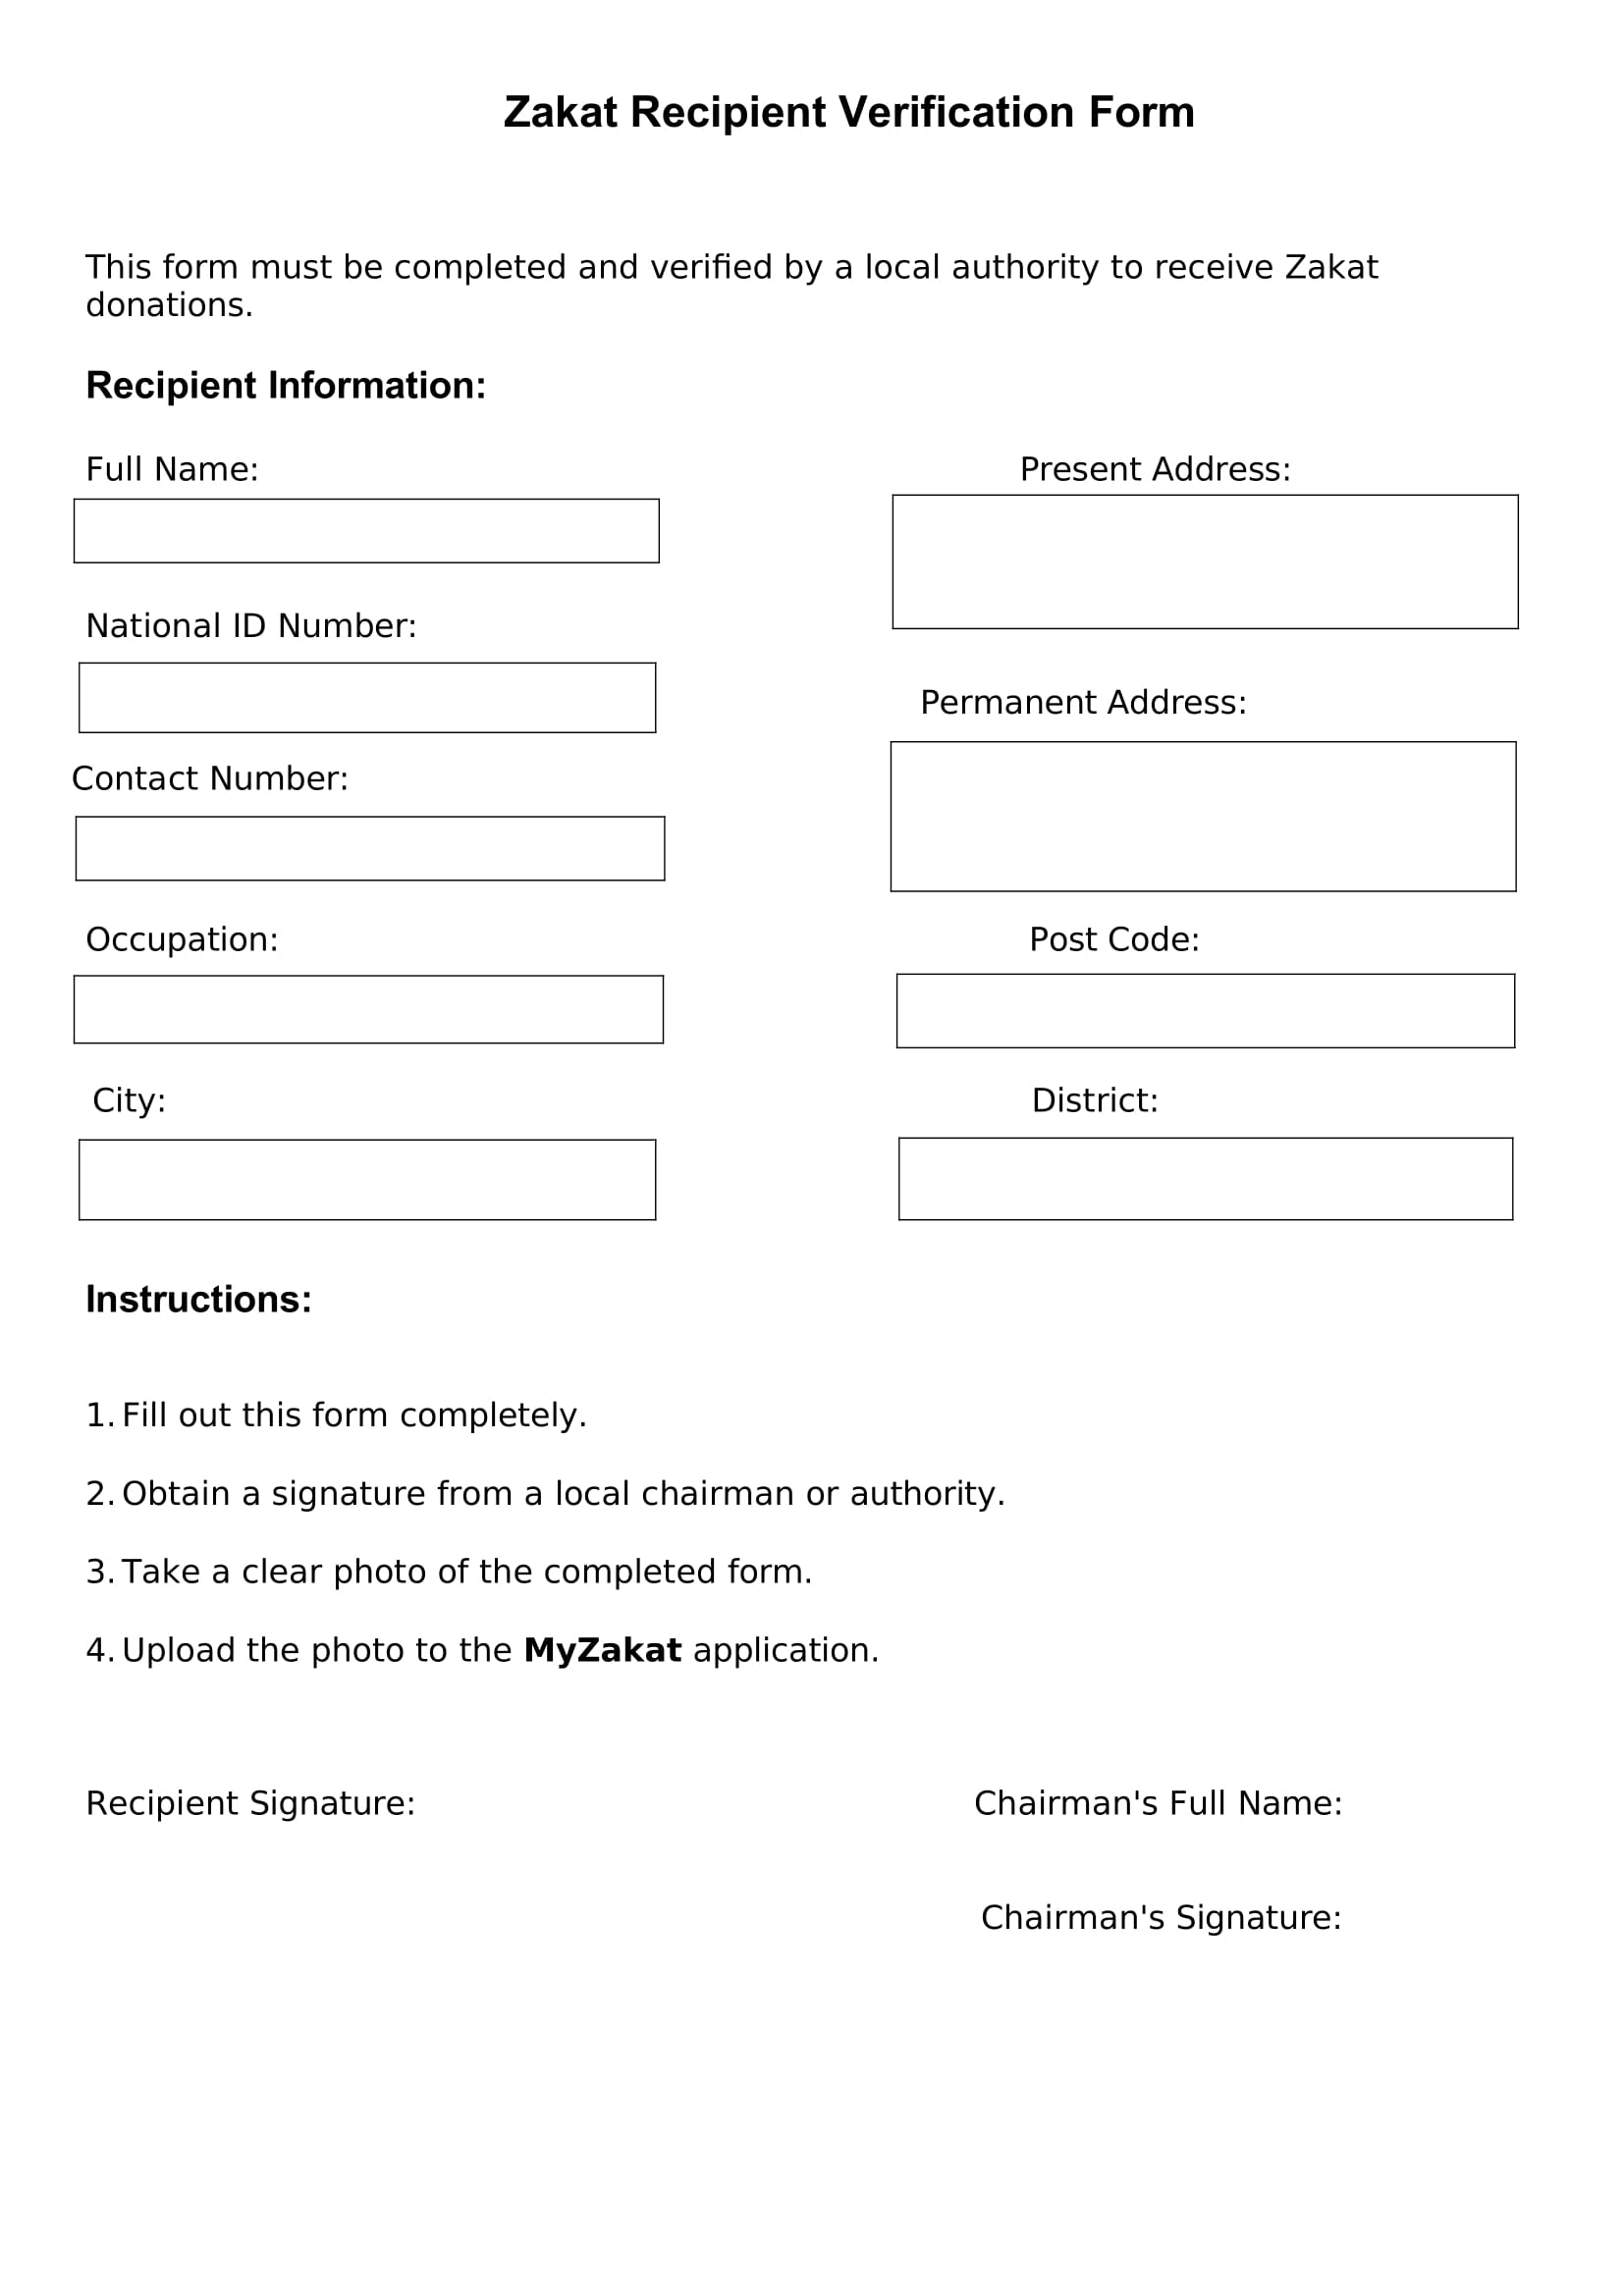 Zakat Recipient Verification Form
This form must be completed and verified by a local authority to receive Zakat
donations.
Recipient Information:
Full Name:
Present Address:
National ID Number:
Permanent Address:
Contact Number:
Occupation:
Post Code:
City:
District:
Instructions:
1. Fill out this form completely.
2. Obtain a signature from a local chairman or authority.
3. Take a clear photo of the completed form.
4. Upload the photo to the MyZakat application.
Recipient Signature:
Chairman's Full Name:
Chairman's Signature: